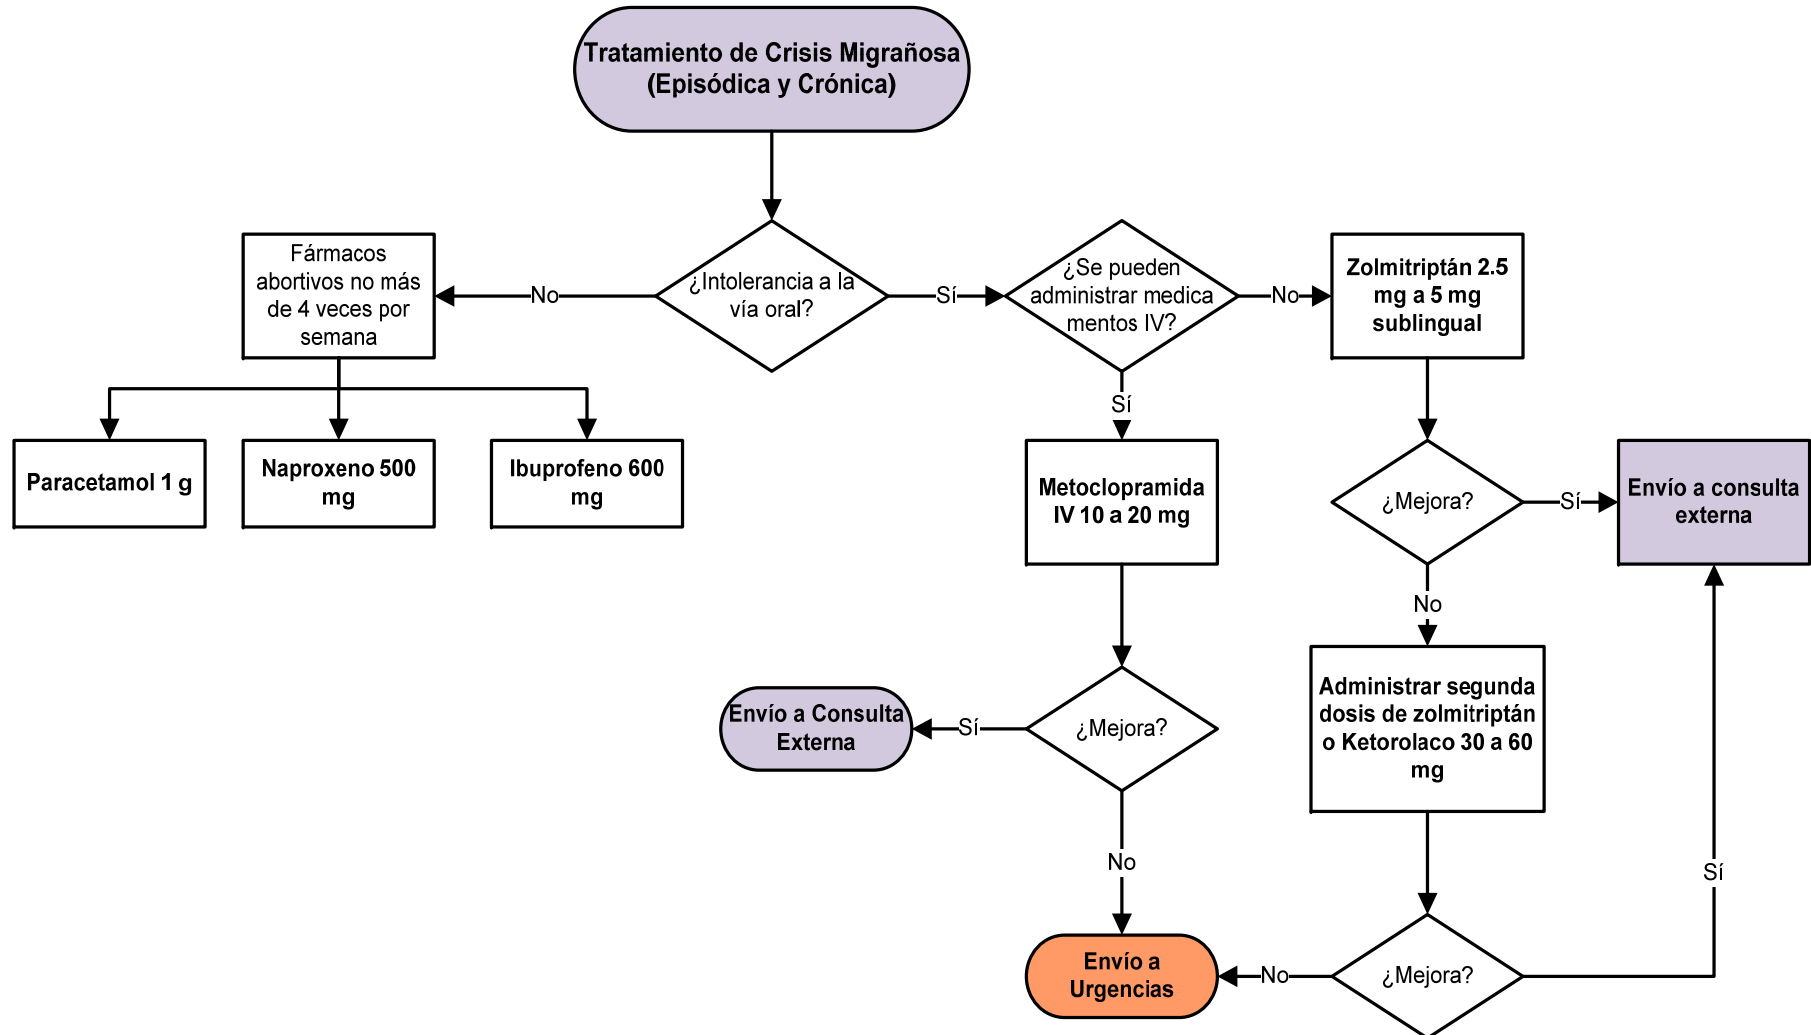 Tratamiento de Crisis Migrañosa
(Episódica y Crónica)
Fármacos
abortivos no más
de 4 veces por
semana
No
¿Intolerancia a la
vía oral?
Sí
¿Se pueden
administrar medica
mentos IV?
No
Zolmitriptán 2.5
mg a 5 mg
sublingual
Sí
Paracetamol 1 g
Naproxeno 500
mg
Ibuprofeno 600
mg
Metoclopramida
IV 10 a 20 mg
¿Mejora?
Sí
Envío a consulta
externa
No
Administrar segunda
dosis de zolmitriptán
o Ketorolaco 30 a 60
mg
Envío a Consulta
Externa
Sí
¿Mejora?
No
Sí
Envío a
Urgencias
No
¿Mejora?